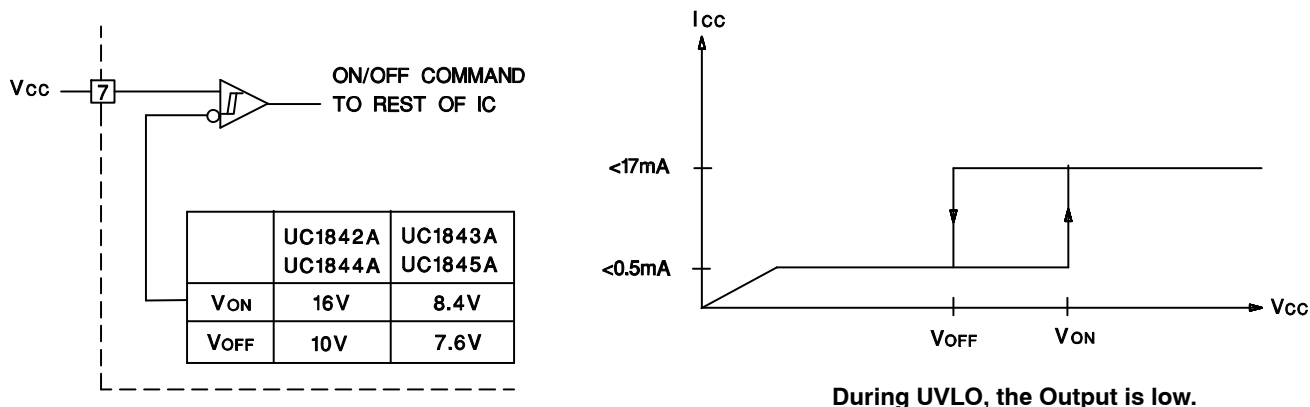 Vcc
7
ON/OFF COMMAND
TO REST OF IC
UC1842A UC1843A
UC1844A UC1845A
VON 16V 8.4V
VOFF 10V 7.6V
Icc
<17mA
<0.5mA
Vcc
VOFF VON
During UVLO, the Output is low.